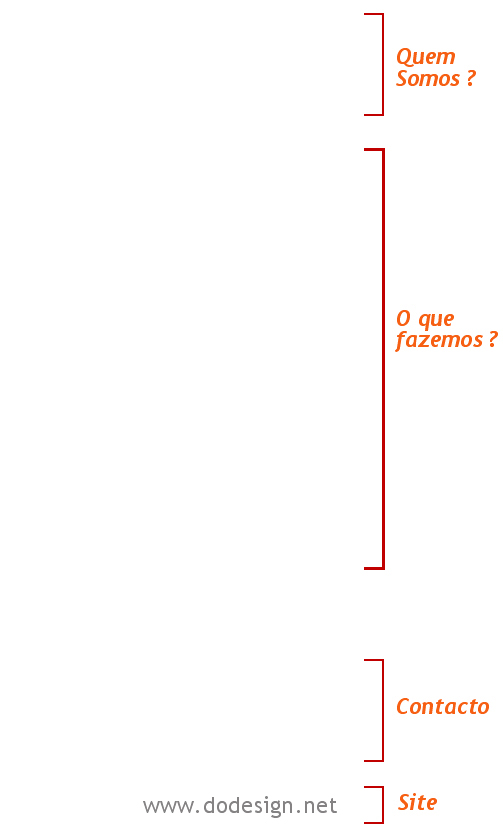 Quem
Somos ?
O que
fazemos ?
Contacto
www.dodesign.net
Site